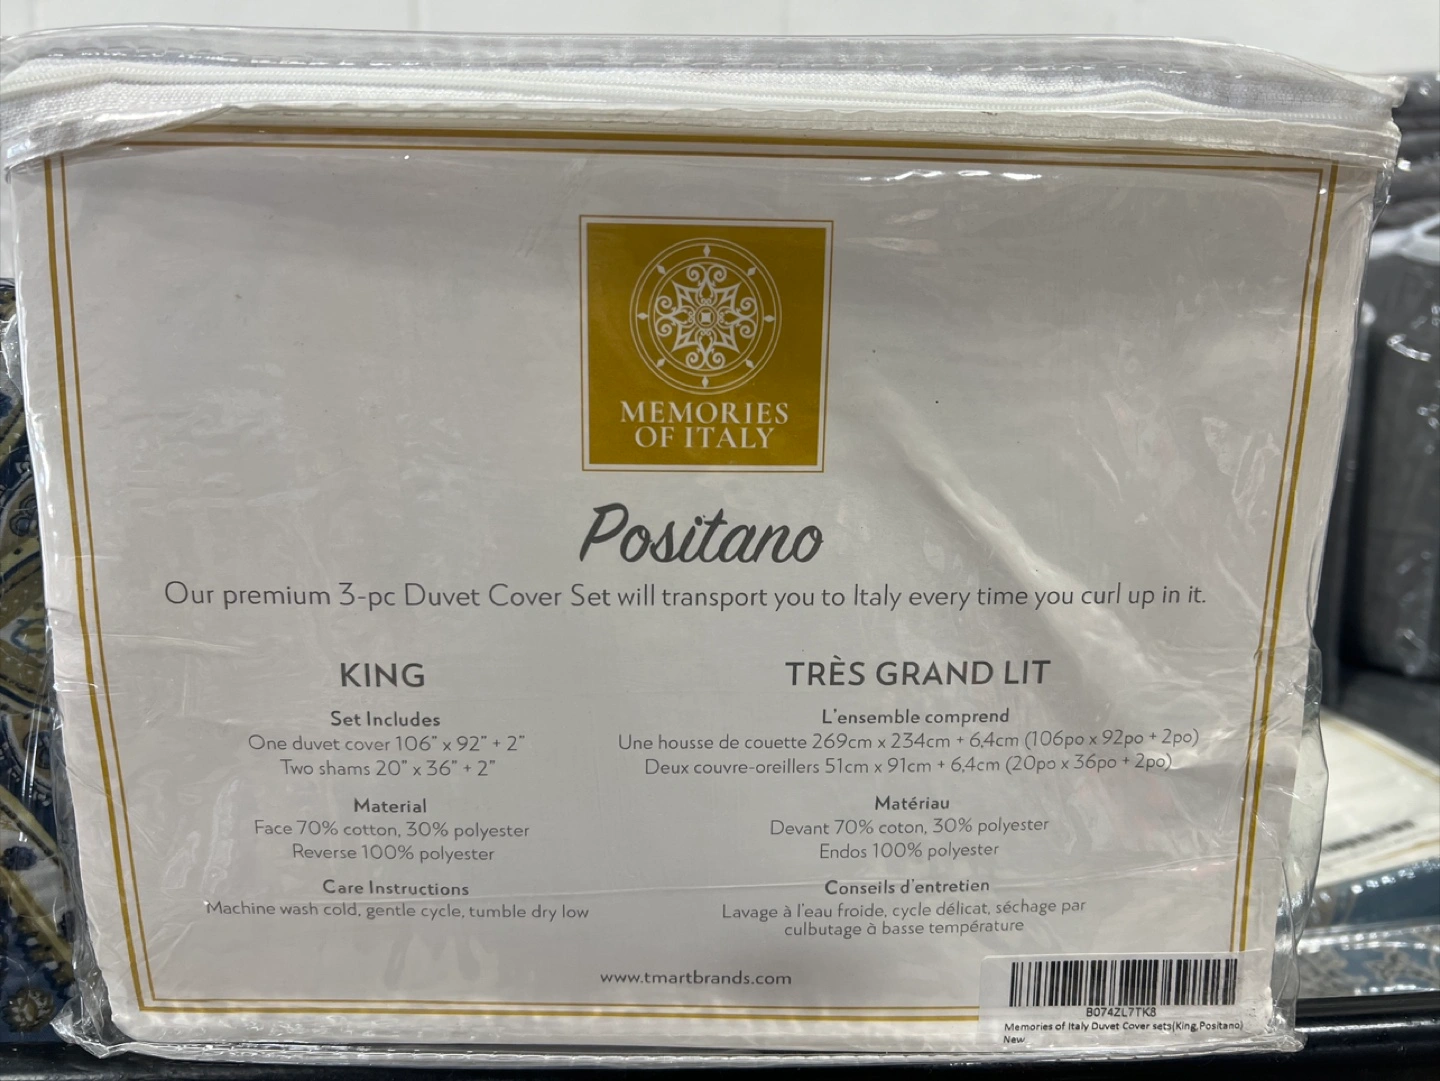 MEMORIES
OF ITALY
Positano
Our premium 3-pc Duvet Cover Set will transport you to Italy every time you curl up in it.
KING
Set Includes
One duvet cover 106" x 92" + 2"
Two shams 20" x 36" + 2"
Material
Face 70% cotton, 30% polyester
Reverse 100% polyester
Care Instructions
Machine wash cold, gentle cycle, tumble dry low
TRÈS GRAND LIT
L'ensemble comprend
Une housse de couette 269cm x 234cm + 6,4cm (106po x 92po + 2po)
Deux couvre-oreillers 51cm x 91cm + 6,4cm (20po x 36po + 2po)
Matériau
Devant 70% coton, 30% polyester
Endos 100% polyester
Conseils d'entretien
Lavage à l'eau froide, cycle délicat, séchage par
culbutage à basse température
www.tmartbrands.com
B074ZL7TK8
Memories of Italy Duvet Cover sets(King,Positano)
New